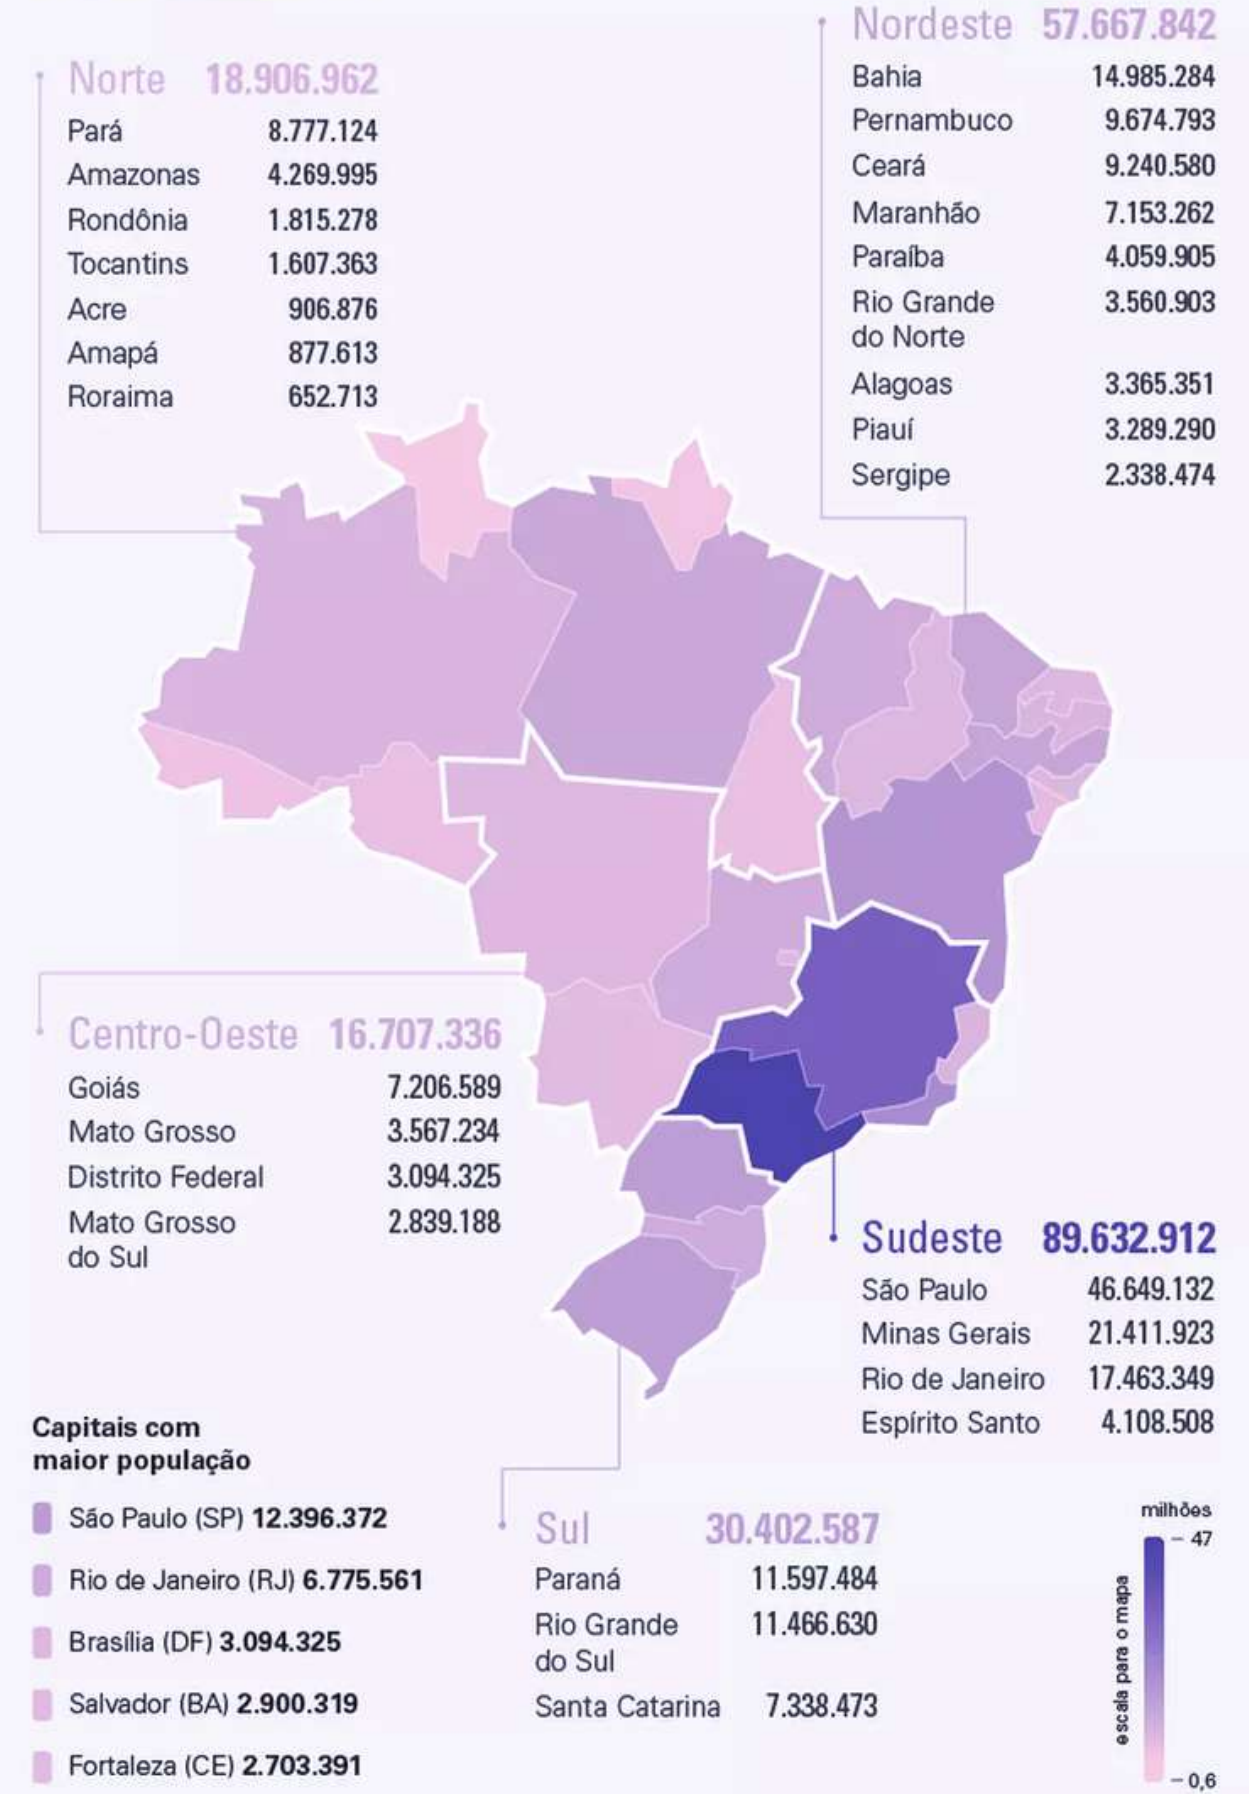 Norte 18.906.962
Pará 8.777.124
Amazonas 4.269.995
Rondônia 1.815.278
Tocantins 1.607.363
Acre 906.876
Amapá 877.613
Roraima 652.713
Nordeste 57.667.842
Bahia 14.985.284
Pernambuco 9.674.793
Ceará 9.240.580
Maranhão 7.153.262
Paraíba 4.059.905
Rio Grande 3.560.903
do Norte
Alagoas 3.365.351
Piauí 3.289.290
Sergipe 2.338.474
Centro-Oeste 16.707.336
Goiás 7.206.589
Mato Grosso 3.567.234
Distrito Federal 3.094.325
Mato Grosso 2.839.188
do Sul
Sudeste 89.632.912
São Paulo 46.649.132
Minas Gerais 21.411.923
Rio de Janeiro 17.463.349
Espírito Santo 4.108.508
Capitais com
maior população
São Paulo (SP) 12.396.372
Rio de Janeiro (RJ) 6.775.561
Brasília (DF) 3.094.325
Salvador (BA) 2.900.319
Fortaleza (CE) 2.703.391
Sul 30.402.587
Paraná 11.597.484
Rio Grande 11.466.630
do Sul
Santa Catarina 7.338.473
milhões
47
escala para o mapa
0,6